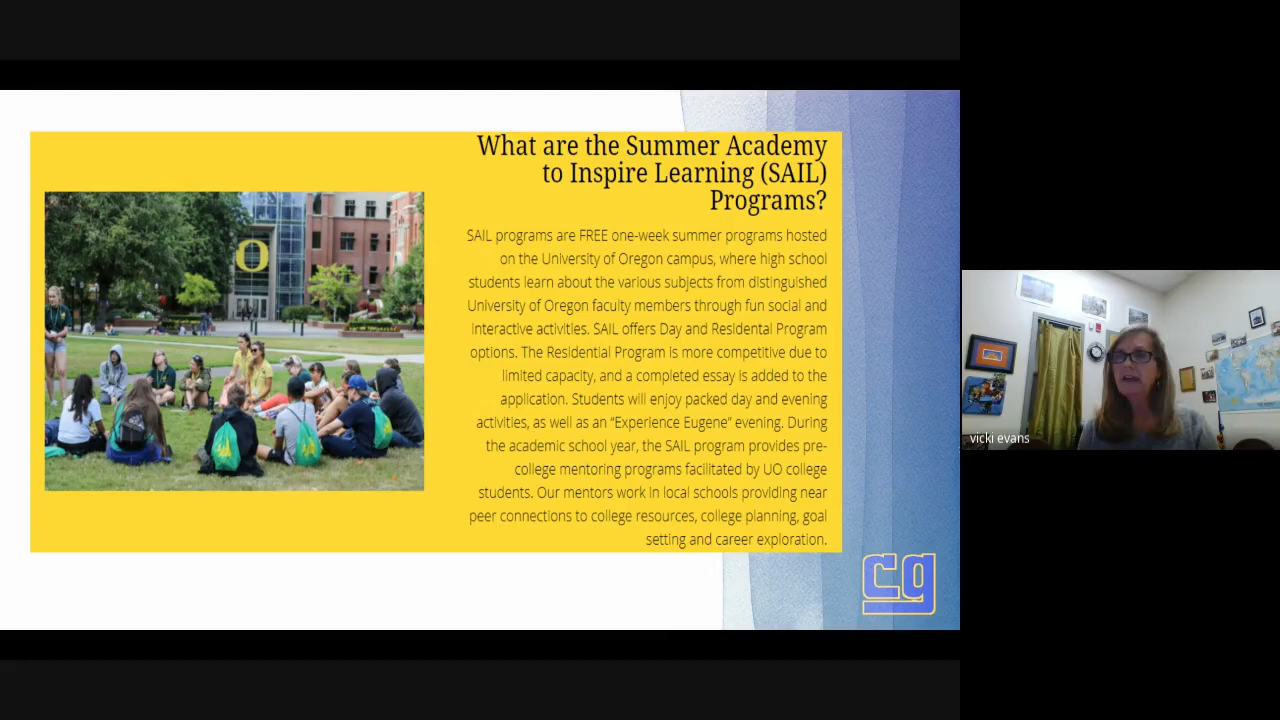 What are the Summer Academy
to Inspire Learning (SAIL)
Programs?
SAIL programs are FREE one-week summer programs hosted
on the University of Oregon campus, where high school
students learn about the various subjects from distinguished
University of Oregon faculty members through fun social and
interactive activities. SAIL offers Day and Residental Program
options. The Residential Program is more competitive due to
limited capacity, and a completed essay is added to the
application. Students will enjoy packed day and evening
activities, as well as an “Experience Eugene” evening. During
the academic school year, the SAIL program provides pre-
college mentoring programs facilitated by UO college
students. Our mentors work in local schools providing near
peer connections to college resources, college planning, goal
setting and career exploration.
O
cg
vicki evans